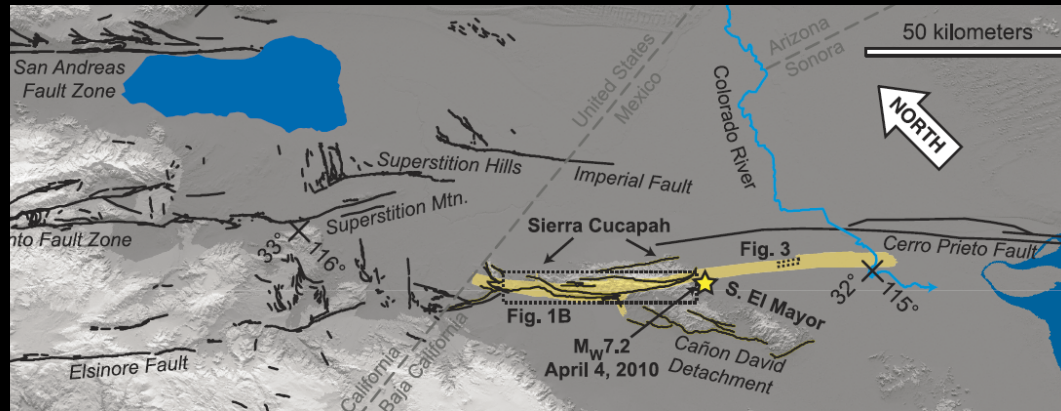 San Andreas
Fault Zone
United States
Mexico
Arizona
Sonora
50 kilometers
NORTH
Colorado River
Superstition Hills
Imperial Fault
Superstition Mtn.
nto Fault Zone
33°
116°
Sierra Cucapah
Fig. 3
Cerro Prieto Fault
32°
115°
Fig. 1B
S. El Mayor
Elsinore Fault
California
Baja California
Mw7.2
April 4, 2010
Cañon David
Detachment